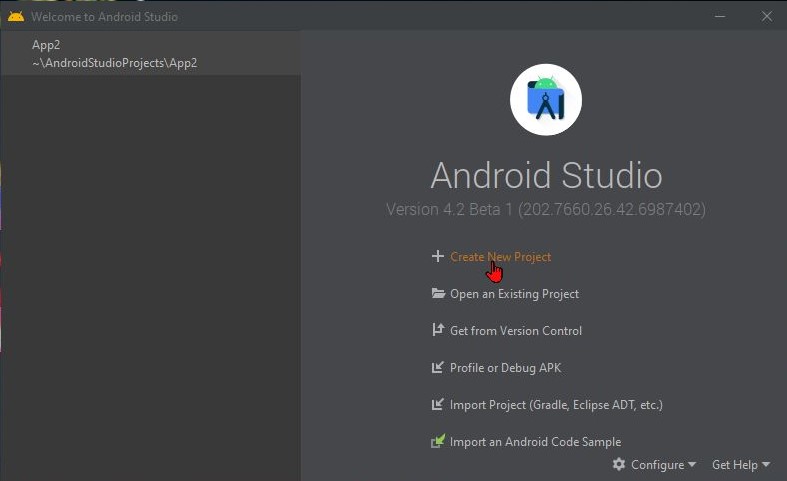 Welcome to Android Studio
App2
~\AndroidStudioProjects\App2
Android Studio
Version 4.2 Beta 1 (202.7660.26.42.6987402)
Create New Project
Open an Existing Project
Get from Version Control
Profile or Debug APK
Import Project (Gradle, Eclipse ADT, etc.)
Import an Android Code Sample
Configure Get Help